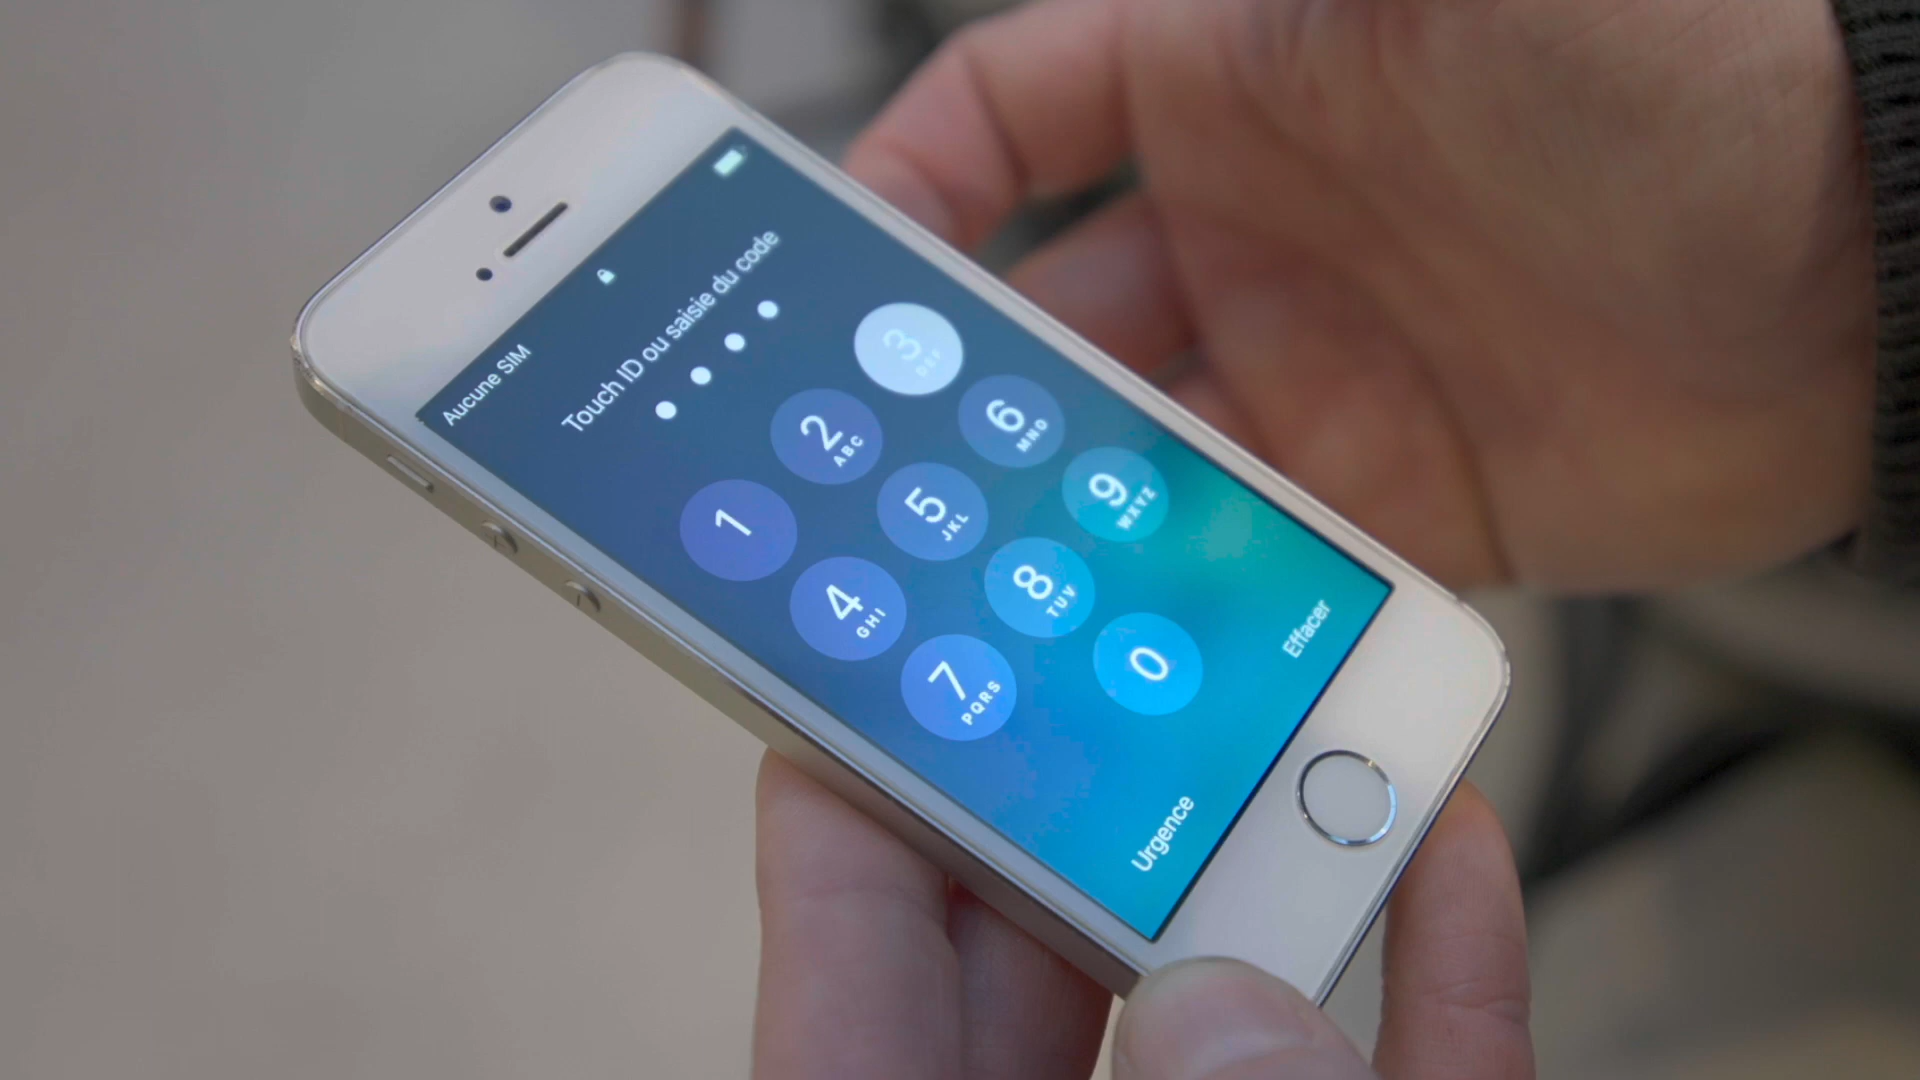 Aucune SIM
Touch ID ou saisie du code
1
2
ABC
3
DEF
4
GHI
5
JKL
6
MNO
7
PQRS
8
TUV
9
WXYZ
0
Urgence
Effacer